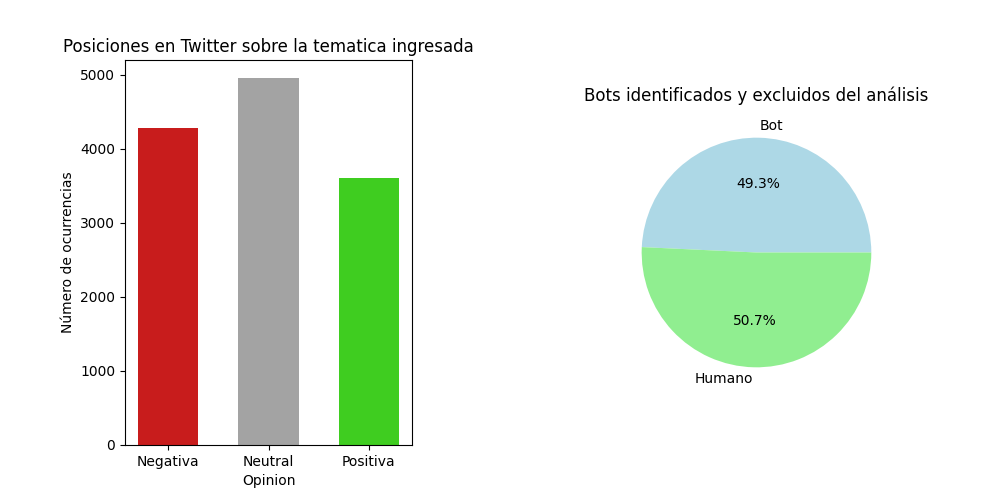 Posiciones en Twitter sobre la tematica ingresada
Número de ocurrencias
5000
4000
3000
2000
1000
0
Negativa
Neutral
Positiva
Opinion
Bots identificados y excluidos del análisis
Bot
49.3%
50.7%
Humano